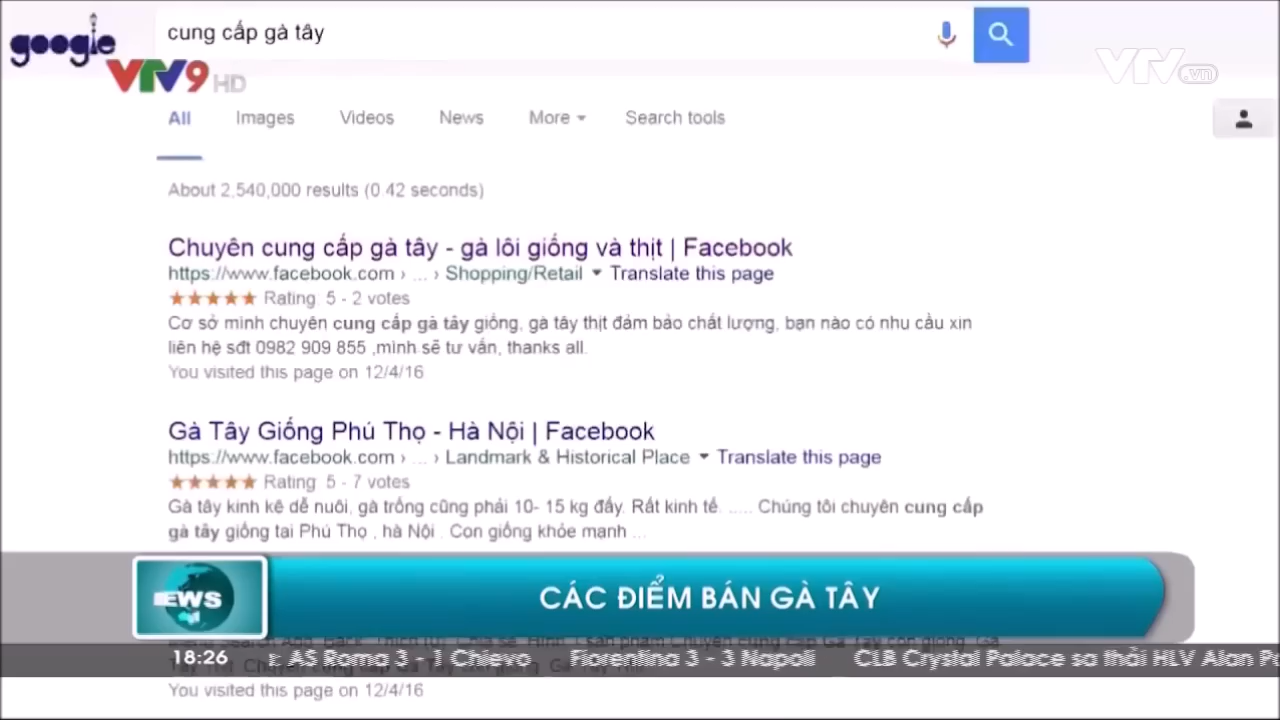 google
cung cấp gà tây
VTV9 HD
VTV.vn
All Images Videos News More Search tools
About 2,540,000 results (0 42 seconds)
Chuyên cung cấp gà tây - gà lôi giống và thịt | Facebook
https://www.facebook.com › ... › Shopping/Retail ▼ Translate this page
★★★★★ Rating 5 - 2 votes
Cơ sở mình chuyên cung cấp gà tây giống, gà tây thịt đảm bảo chất lượng, bạn nào có nhu cầu xin
liên hệ sđt 0982 909 855 ,mình sẽ tư vấn, thanks all.
You visited this page on 12/4/16
Gà Tây Giống Phú Thọ - Hà Nội | Facebook
https://www.facebook.com › ... › Landmark & Historical Place ▼ Translate this page
★★★★★ Rating 5 - 7 votes
Gà tây kinh kê dễ nuôi, gà trống cũng phải 10- 15 kg đấy. Rất kinh tế. ..... Chúng tôi chuyên cung cấp
gà tây giống tại Phú Thọ , hà Nội . Con giống khỏe mạnh ...
EWS
CÁC ĐIỂM BÁN GÀ TÂY
18:26 Fiorentina 3 - 3 Napoli CLB Crystal Palace sa thải HLV Alan
You visited this page on 12/4/16